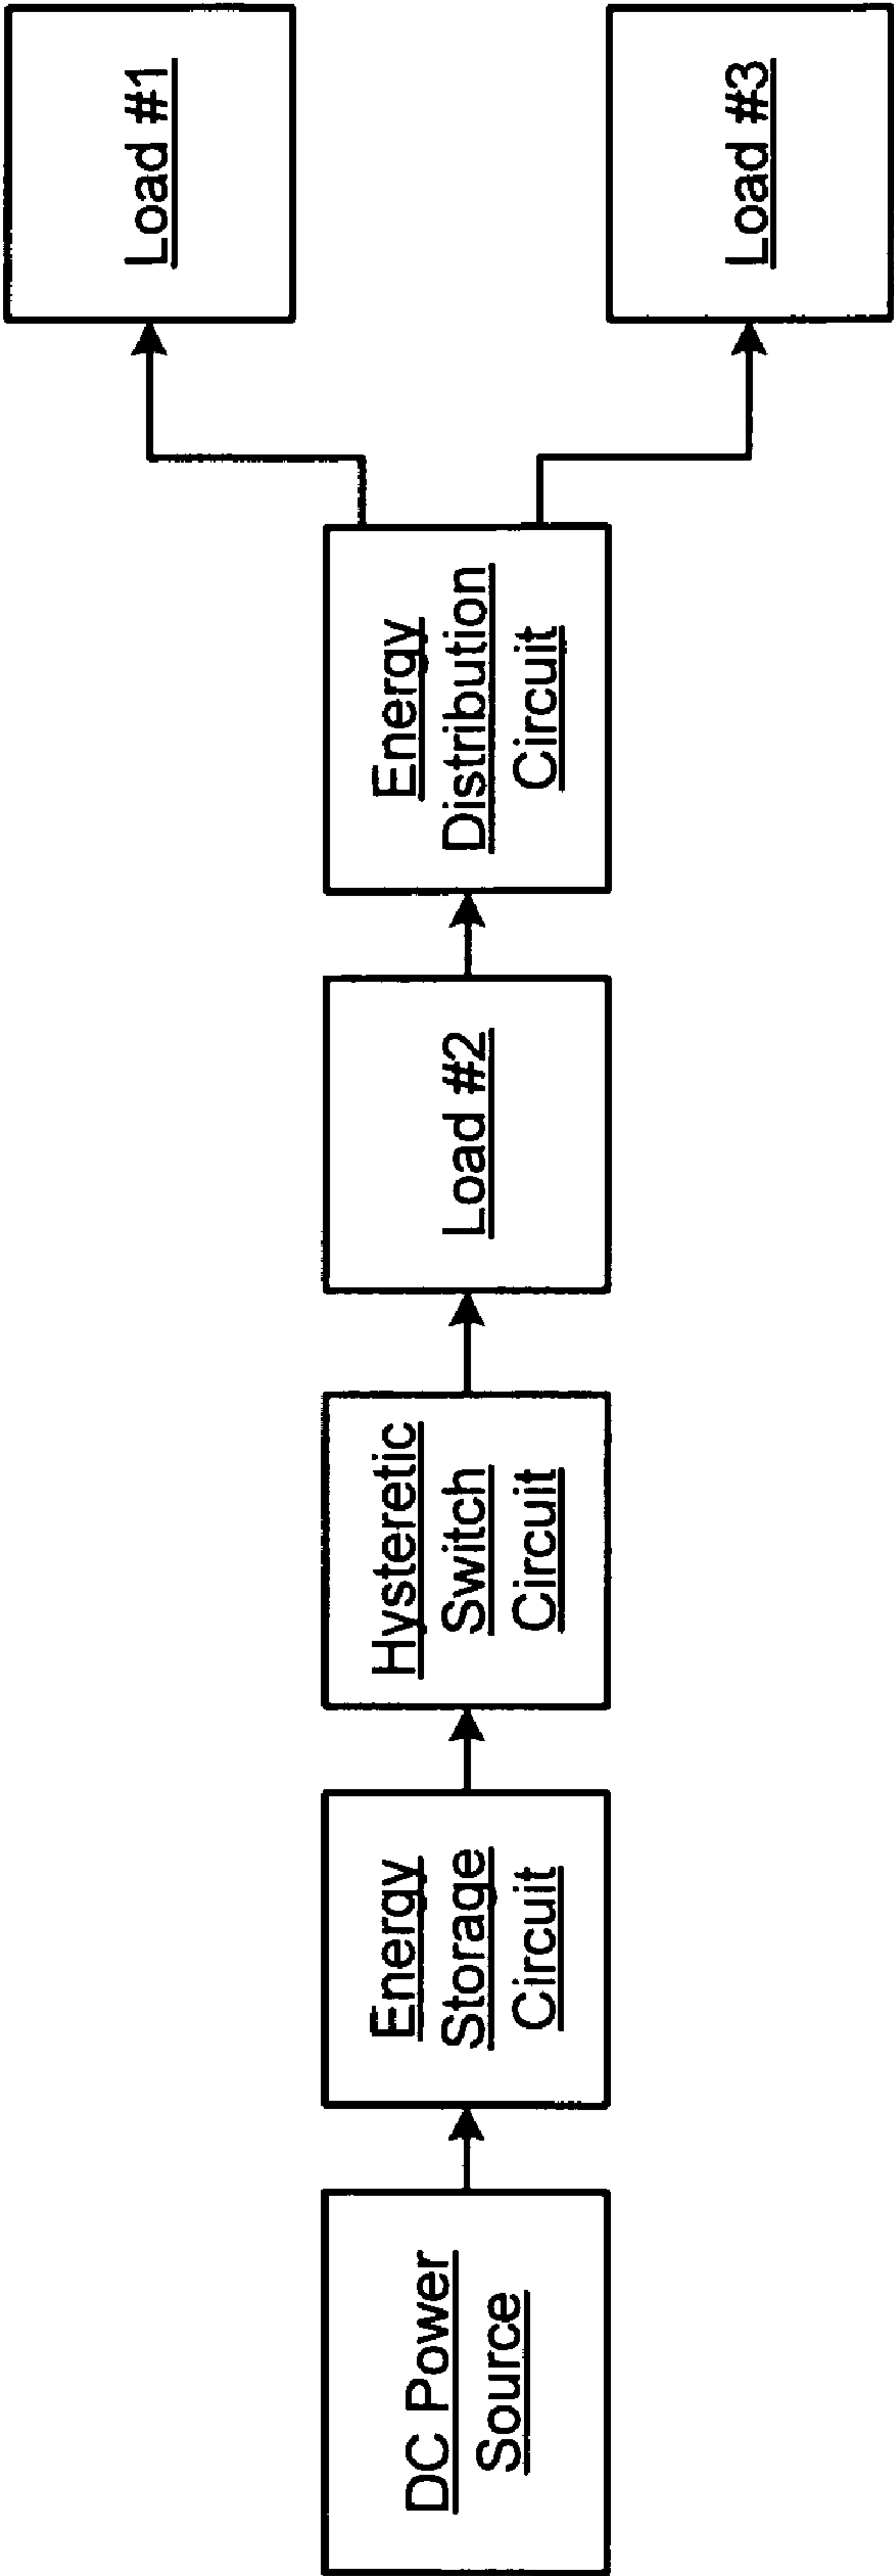 DC Power
Source
Energy
Storage
Circuit
Hysteretic
Switch
Circuit
Load #2
Energy
Distribution
Circuit
Load #1
Load #3